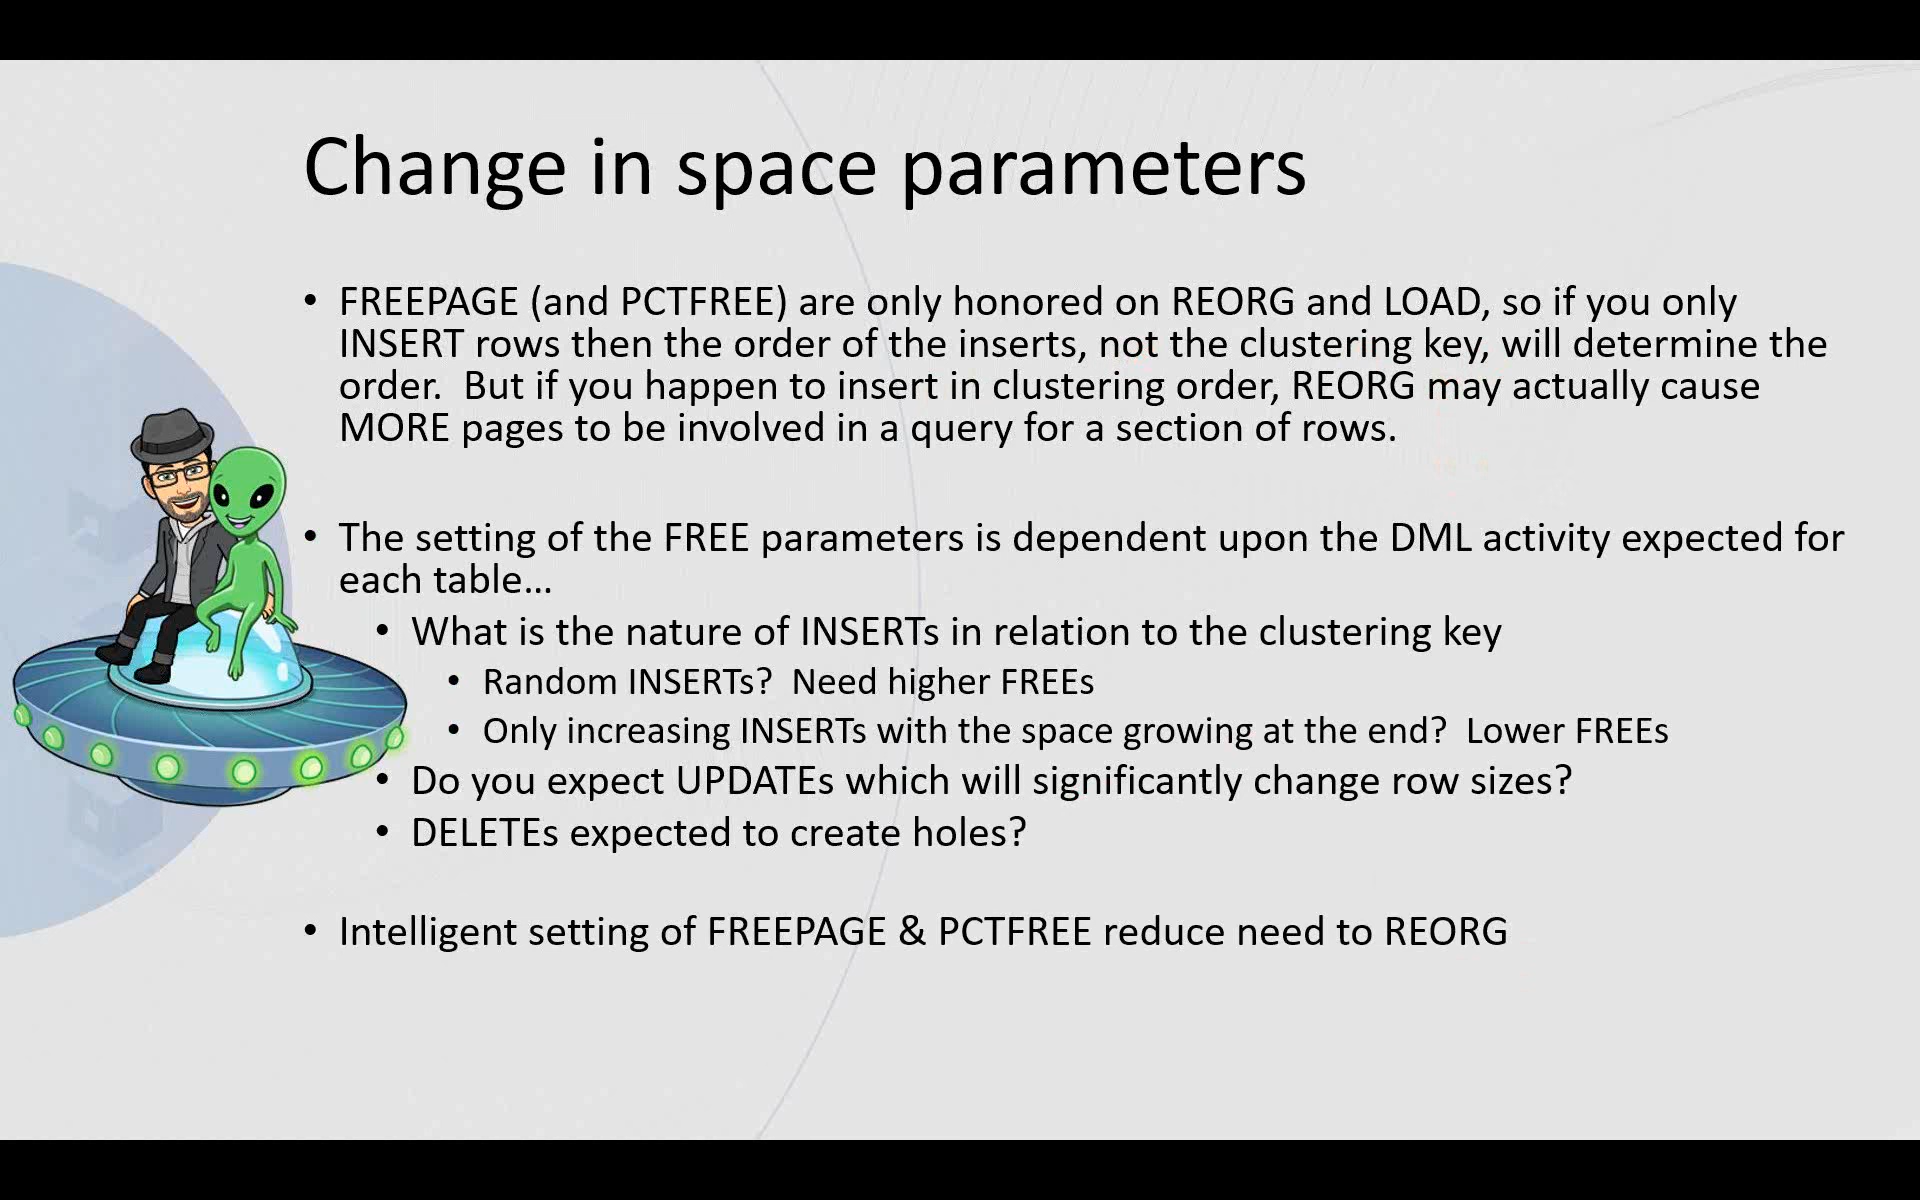 Change in space parameters
• FREEPAGE (and PCTFREE) are only honored on REORG and LOAD, so if you only
INSERT rows then the order of the inserts, not the clustering key, will determine the
order.  But if you happen to insert in clustering order, REORG may actually cause
MORE pages to be involved in a query for a section of rows.
• The setting of the FREE parameters is dependent upon the DML activity expected for
each table...
• What is the nature of INSERTs in relation to the clustering key
• Random INSERTs?  Need higher FREEs
• Only increasing INSERTs with the space growing at the end?  Lower FREEs
• Do you expect UPDATEs which will significantly change row sizes?
• DELETEs expected to create holes?
• Intelligent setting of FREEPAGE & PCTFREE reduce need to REORG